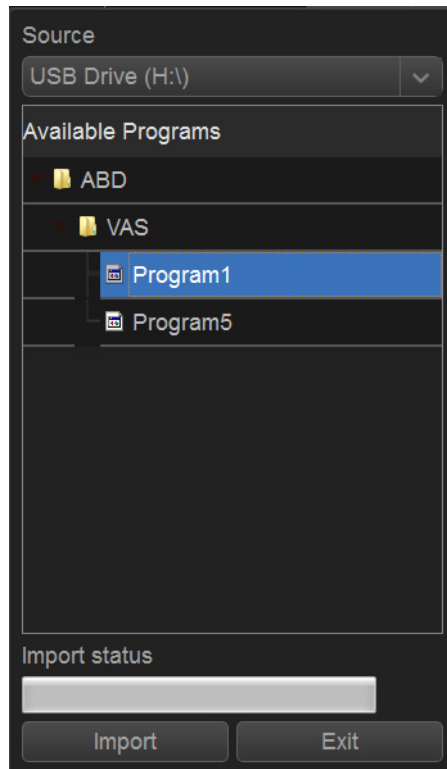 Source
USB Drive (H:\)
Available Programs
ABD
VAS
Program1
Program5
Import status
Import Exit